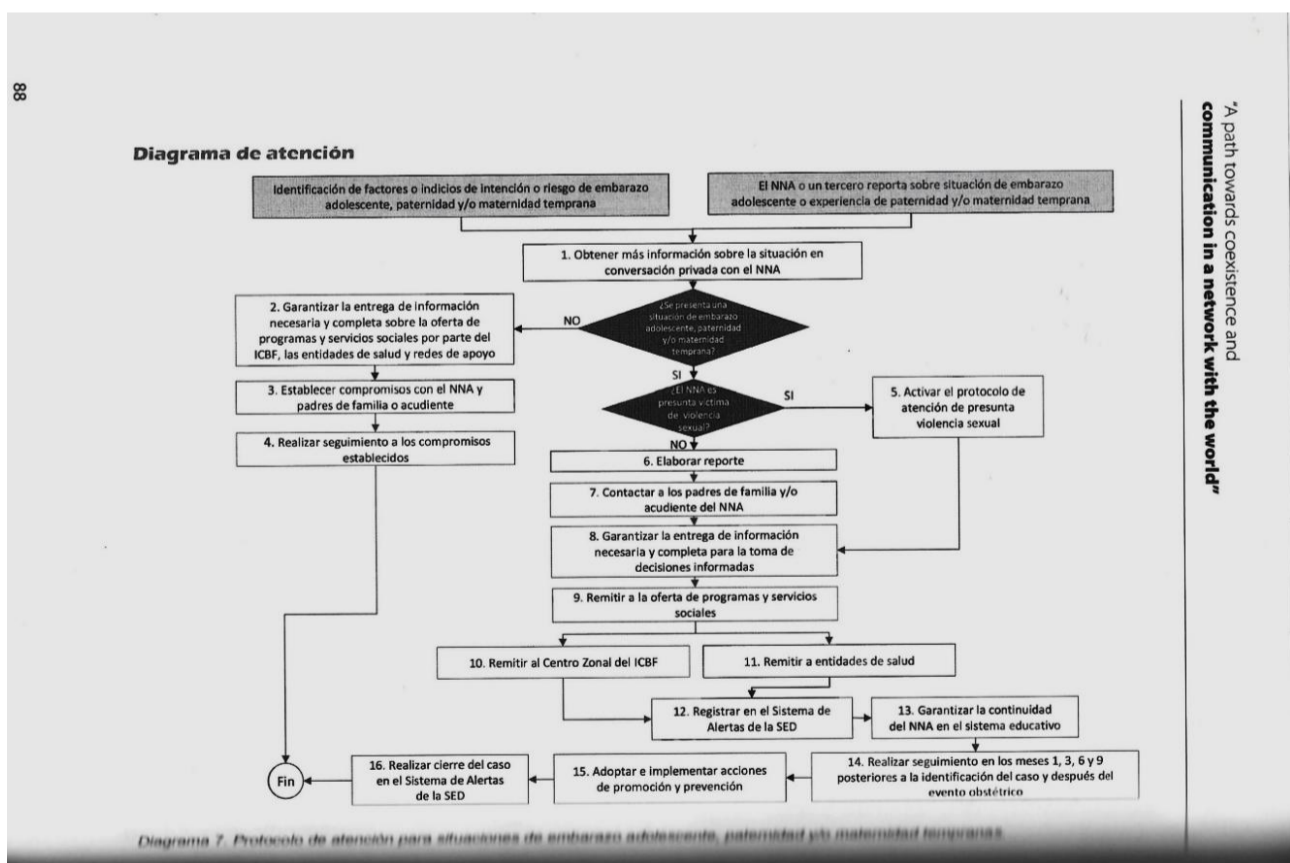 88
"A path towards coexistence and
communication in a network with the world"
Diagrama de atención
Identificación de factores o indicios de intención o riesgo de embarazo
adolescente, paternidad y/o maternidad temprana
El NNA o un tercero reporta sobre situación de embarazo
adolescente o experiencia de paternidad y/o maternidad temprana
1. Obtener más información sobre la situación en
conversación privada con el NNA
¿Se presenta una
situación de embarazo
adolescente, paternidad
y/o maternidad
temprana?
NO
2. Garantizar la entrega de información
necesaria y completa sobre la oferta de
programas y servicios sociales por parte del
ICBF, las entidades de salud y redes de apoyo
3. Establecer compromisos con el NNA y
padres de familia o acudiente
4. Realizar seguimiento a los compromisos
establecidos
SI
¿El NNA es
presunta víctima
de violencia
sexual?
SI
5. Activar el protocolo de
atención de presunta
violencia sexual
NO
6. Elaborar reporte
7. Contactar a los padres de familia y/o
acudiente del NNA
8. Garantizar la entrega de información
necesaria y completa para la toma de
decisiones informadas
9. Remitir a la oferta de programas y servicios
sociales
10. Remitir al Centro Zonal del ICBF
11. Remitir a entidades de salud
12. Registrar en el Sistema de
Alertas de la SED
13. Garantizar la continuidad
del NNA en el sistema educativo
14. Realizar seguimiento en los meses 1, 3, 6 y 9
posteriores a la identificación del caso y después del
evento obstétrico
15. Adoptar e implementar acciones
de promoción y prevención
16. Realizar cierre del caso
en el Sistema de Alertas
de la SED
Fin
Diagrama 7. Protocolo de atención para situaciones de embarazo adolescente, paternidad y/o maternidad tempranas.